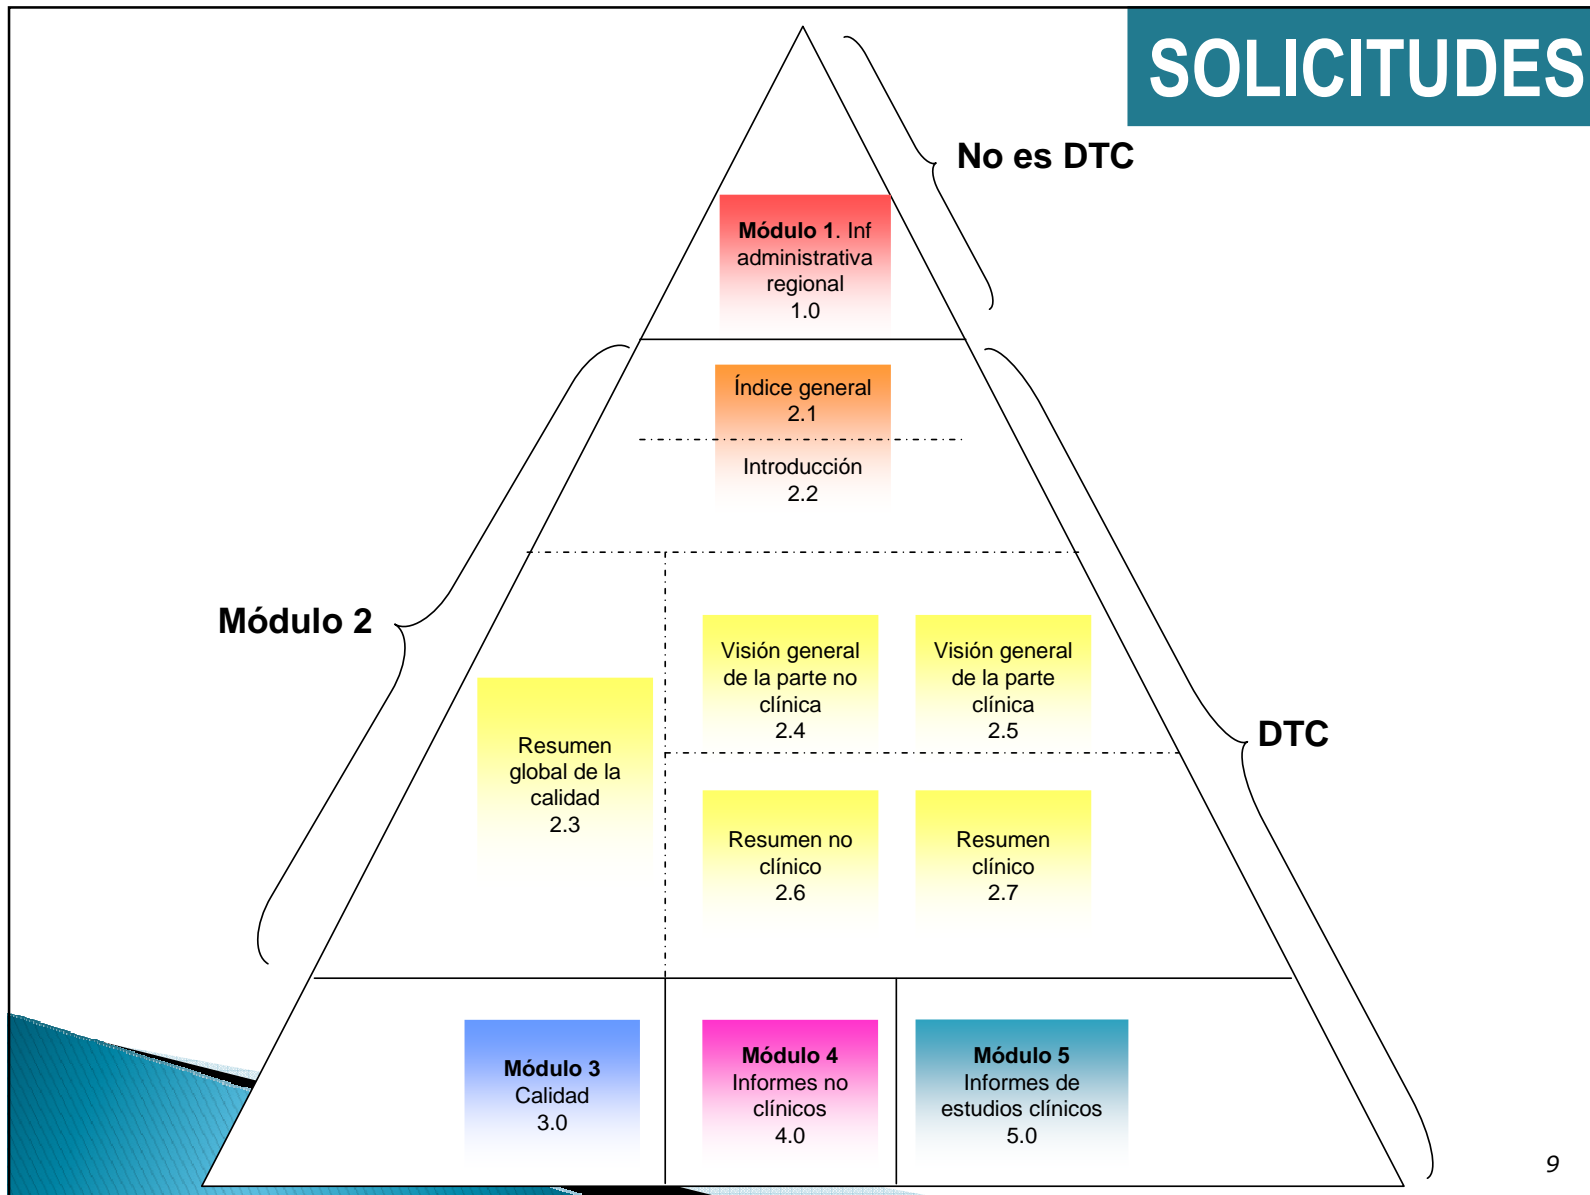 SOLICITUDES
No es DTC
Módulo 1. Inf
administrativa
regional
1.0
Índice general
2.1
Introducción
2.2
Módulo 2
Visión general
de la parte no
clínica
2.4
Visión general
de la parte
clínica
2.5
DTC
Resumen
global de la
calidad
2.3
Resumen no
clínico
2.6
Resumen
clínico
2.7
Módulo 3
Calidad
3.0
Módulo 4
Informes no
clínicos
4.0
Módulo 5
Informes de
estudios clínicos
5.0
9